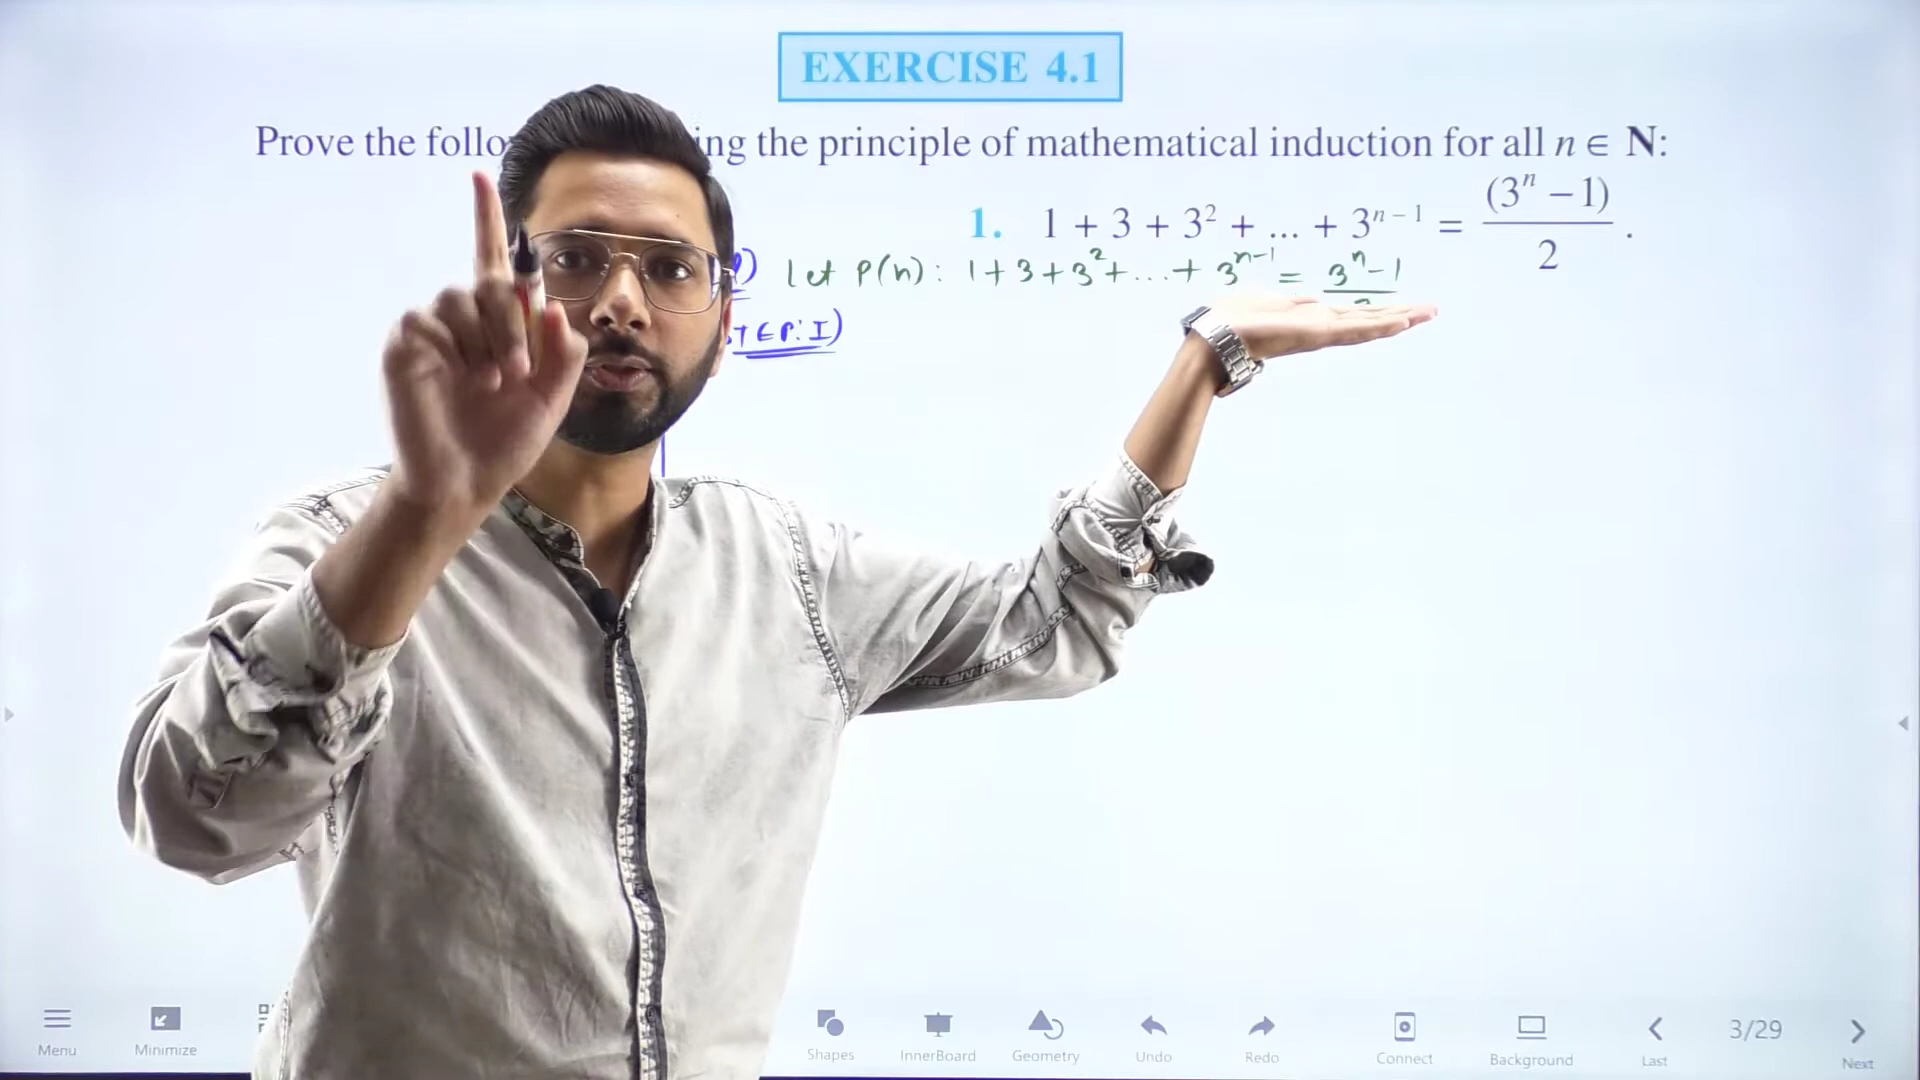 EXERCISE 4.1
Prove the follo ing the principle of mathematical induction for all n ∈ N:
1. 1 + 3 + 3² + ... + 3ⁿ⁻¹ = (3ⁿ – 1) / 2 .
Let P(n) : 1 + 3 + 3² + ... + 3ⁿ⁻¹ = 3ⁿ – 1
STEP: I)
Menu
Minimize
Shapes
InnerBoard
Geometry
Undo
Redo
Connect
Background
Last
3/29
Next